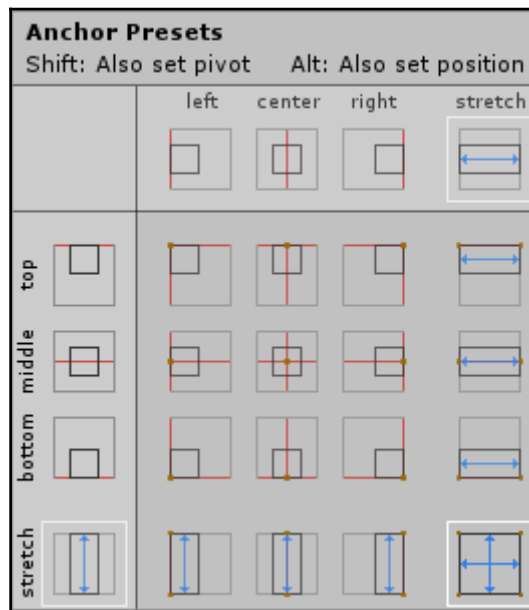 Anchor Presets
Shift: Also set pivot Alt: Also set position
left center right stretch
top
middle
bottom
stretch